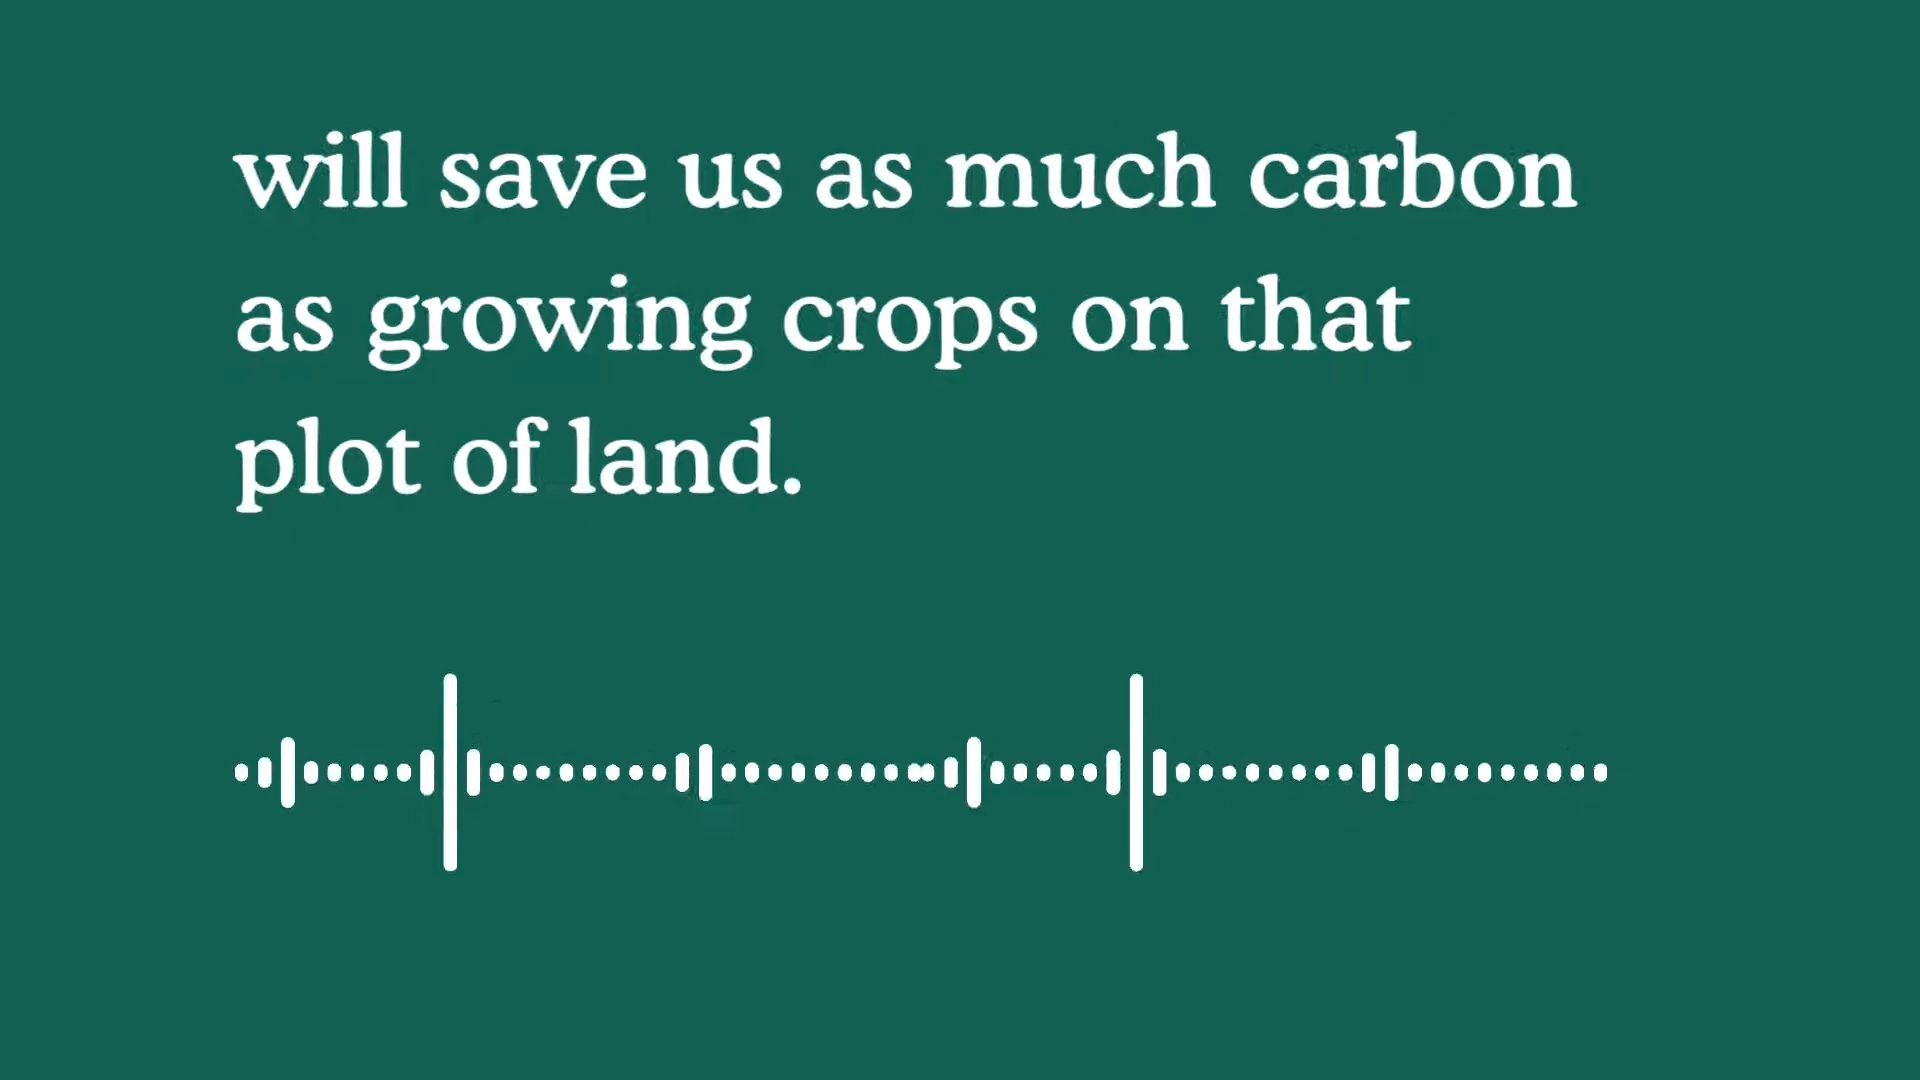 will save us as much carbon
as growing crops on that
plot of land.